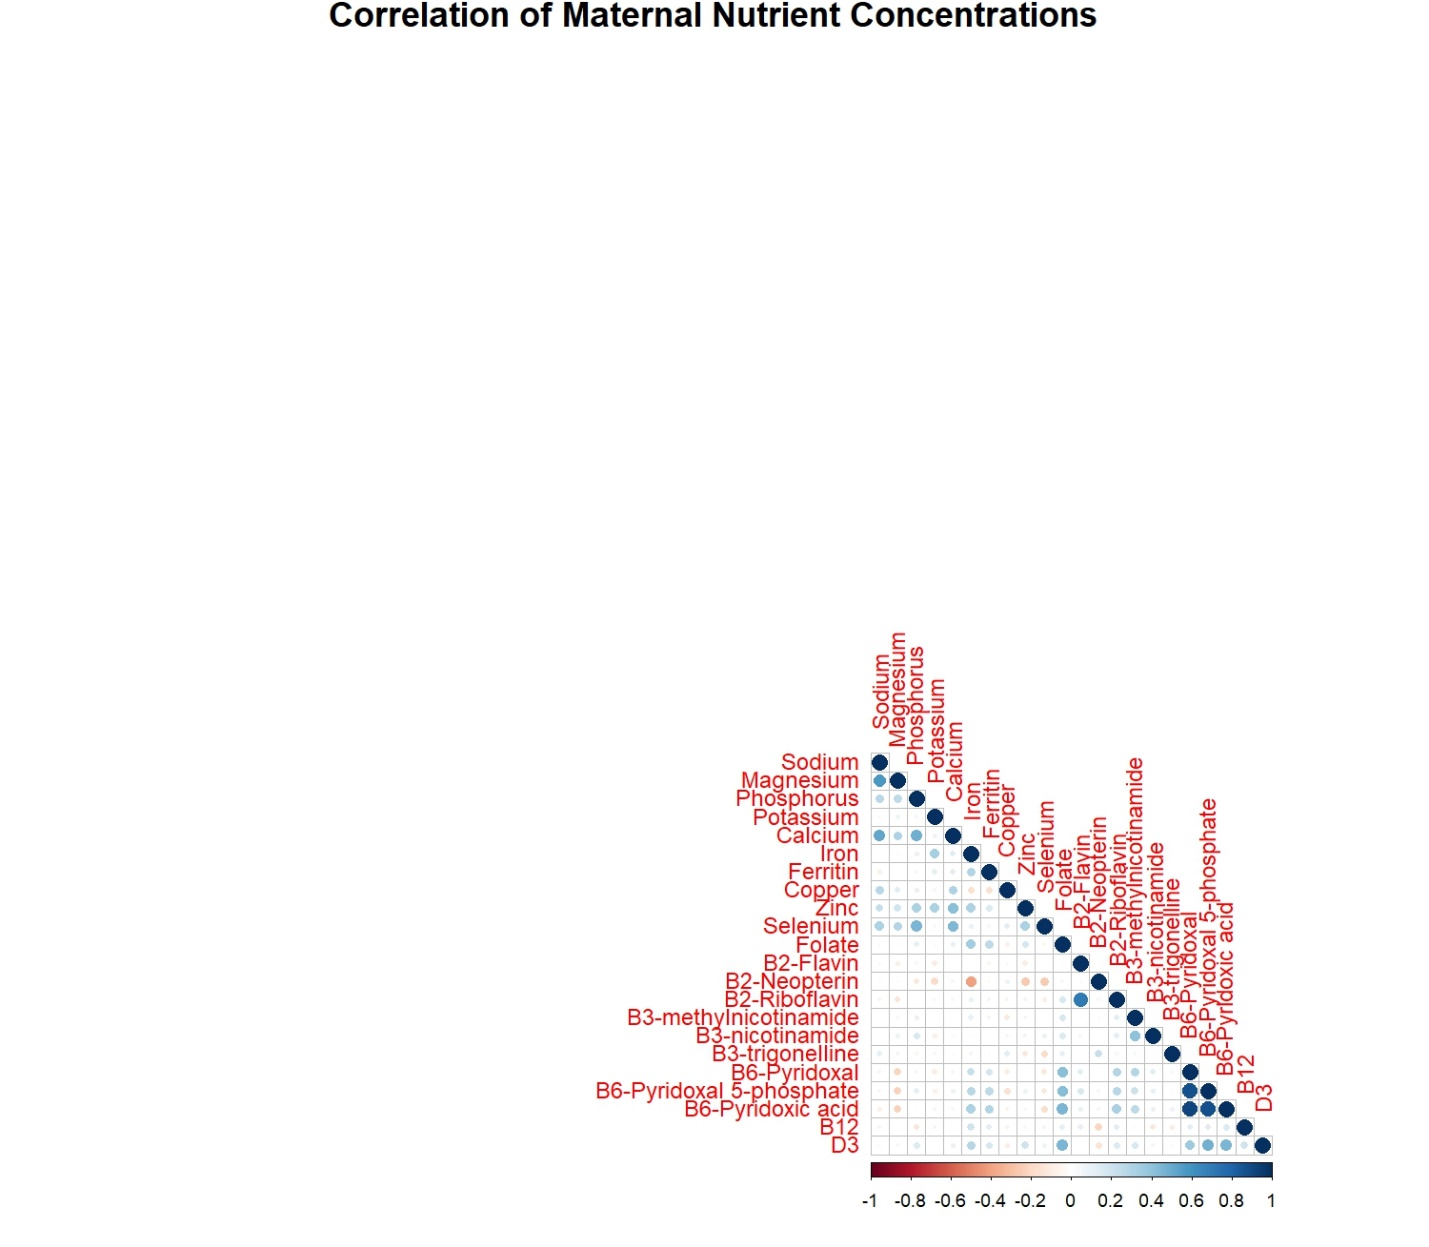 Correlation of Maternal Nutrient Concentrations
Sodium
Magnesium
Phosphorus
Potassium
Calcium
Iron
Ferritin
Copper
Zinc
Selenium
Folate
B2-Flavin
B2-Neopterin
B2-Riboflavin
B3-methylnicotinamide
B3-nicotinamide
B3-trigonelline
B6-Pyridoxal
B6-Pyridoxal 5-phosphate
B6-Pyridoxic acid
B12
D3
Sodium
Magnesium
Phosphorus
Potassium
Calcium
Iron
Ferritin
Copper
Zinc
Selenium
Folate
B2-Flavin
B2-Neopterin
B2-Riboflavin
B3-methylnicotinamide
B3-nicotinamide
B3-trigonelline
B6-Pyridoxal
B6-Pyridoxal 5-phosphate
B6-Pyridoxic acid
B12
D3
-1 -0.8 -0.6 -0.4 -0.2 0 0.2 0.4 0.6 0.8 1